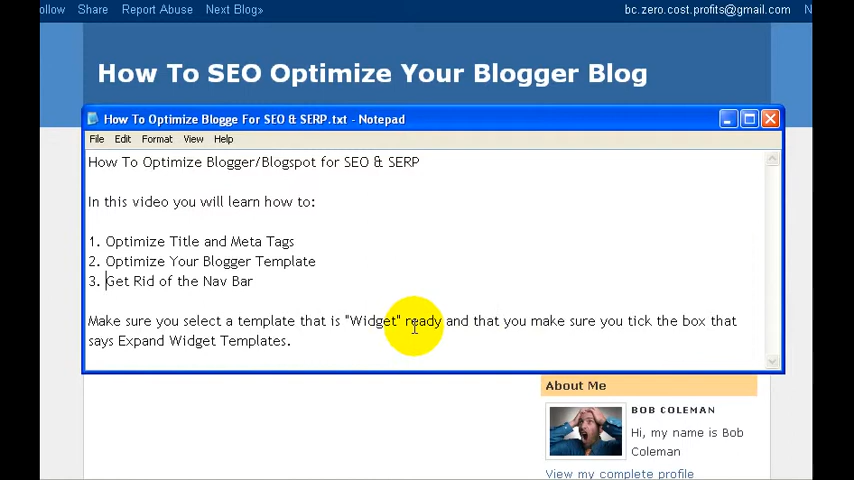 ollow Share Report Abuse Next Blog» bc.zero.cost.profits@gmail.com N
How To SEO Optimize Your Blogger Blog
How To Optimize Blogge For SEO & SERP.txt - Notepad
File Edit Format View Help
How To Optimize Blogger/Blogspot for SEO & SERP
In this video you will learn how to:
1. Optimize Title and Meta Tags
2. Optimize Your Blogger Template
3. Get Rid of the Nav Bar
Make sure you select a template that is "Widget" ready and that you make sure you tick the box that
says Expand Widget Templates.
About Me
BOB COLEMAN
Hi, my name is Bob
Coleman
View my complete profile